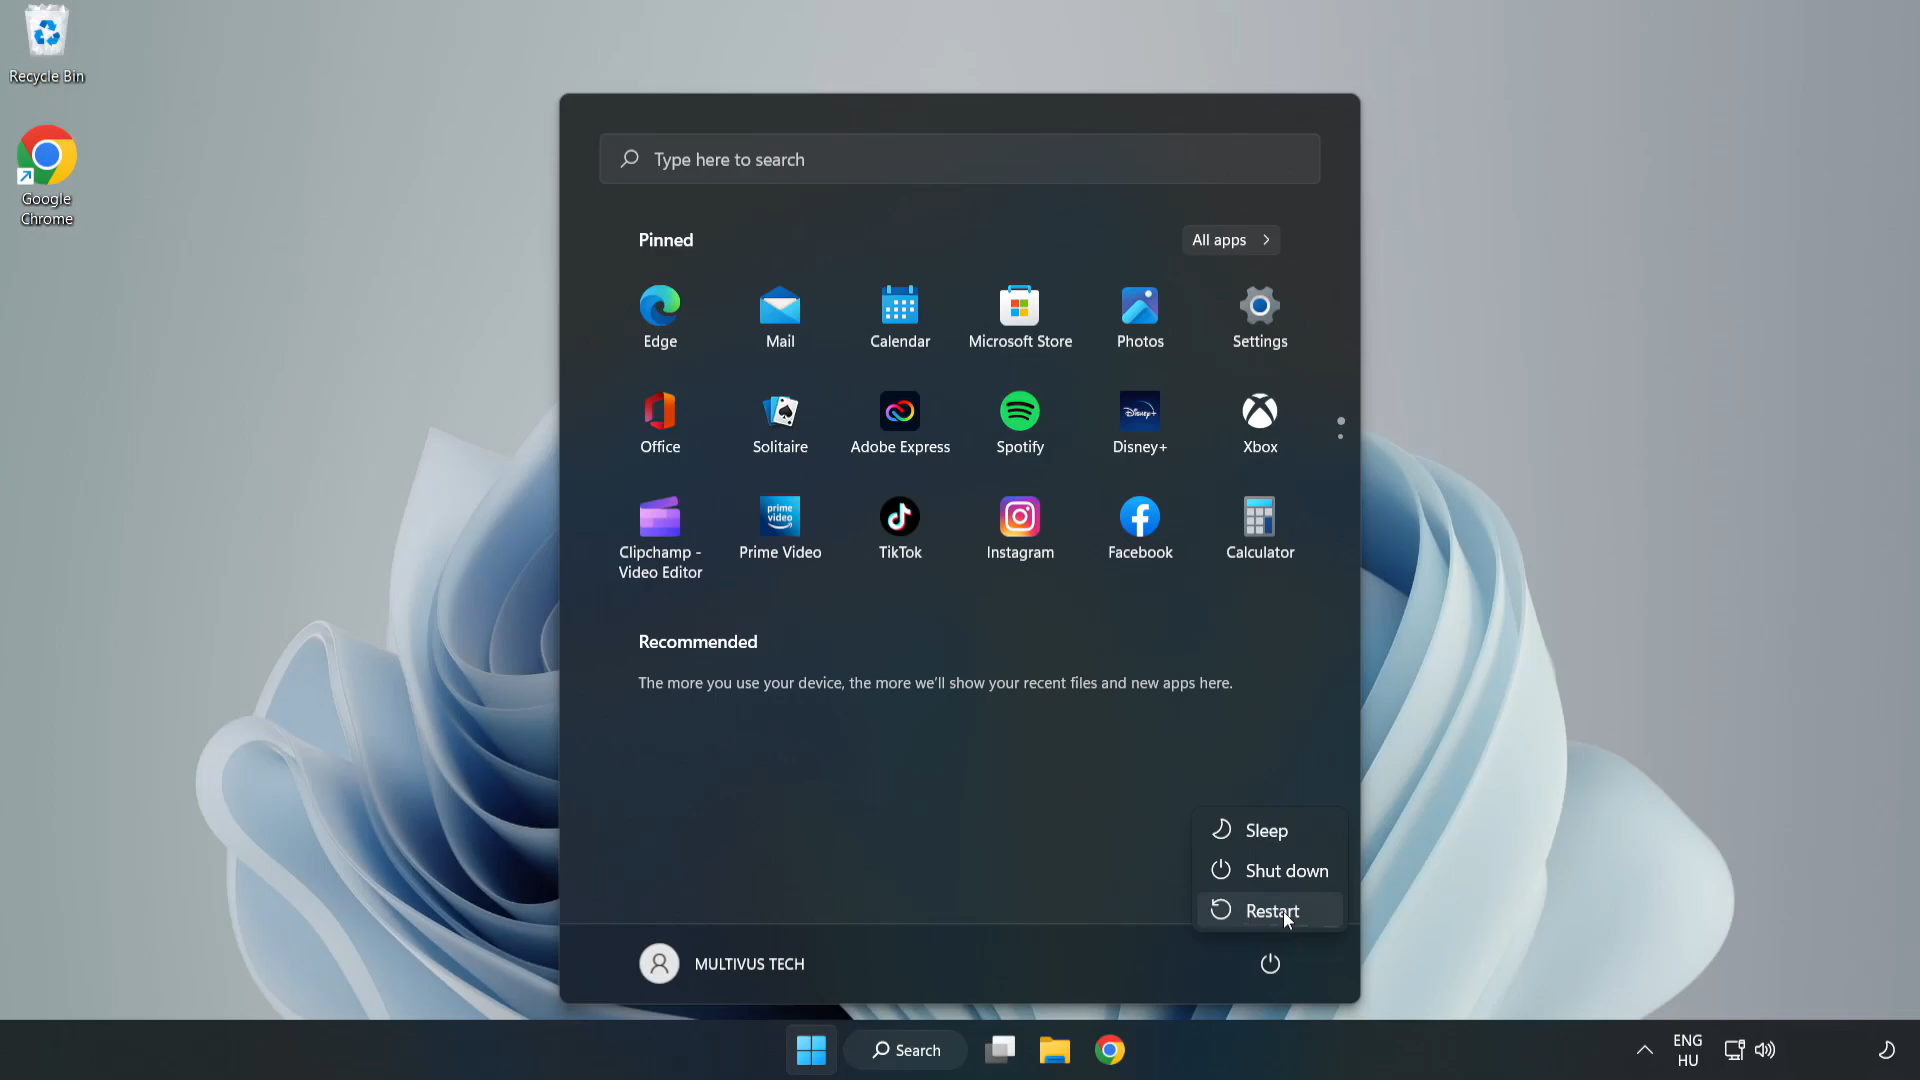 Recycle Bin
Google
Chrome
Type here to search
Pinned
All apps
Edge
Mail
Calendar
Microsoft Store
Photos
Settings
Office
Solitaire
Adobe Express
Spotify
Disney+
Disney+
Xbox
prime
video
Clipchamp -
Video Editor
Prime Video
TikTok
Instagram
Facebook
Calculator
Recommended
The more you use your device, the more we'll show your recent files and new apps here.
Sleep
Shut down
Restart
MULTIVUS TECH
Search
ENG
HU